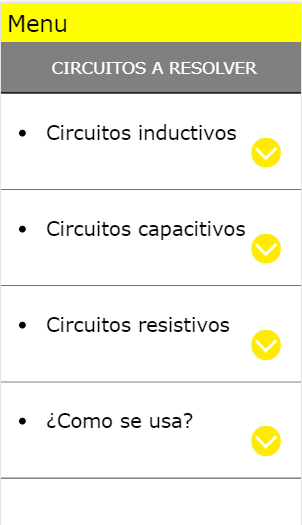 Menu
CIRCUITOS A RESOLVER
• Circuitos inductivos
• Circuitos capacitivos
• Circuitos resistivos
• ¿Como se usa?